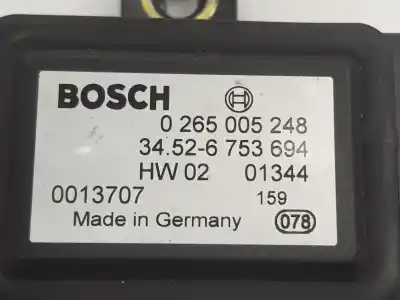 BOSCH
0 265 005 248
34.52-6 753 694
HW 02 01344
0013707 159
Made in Germany 078